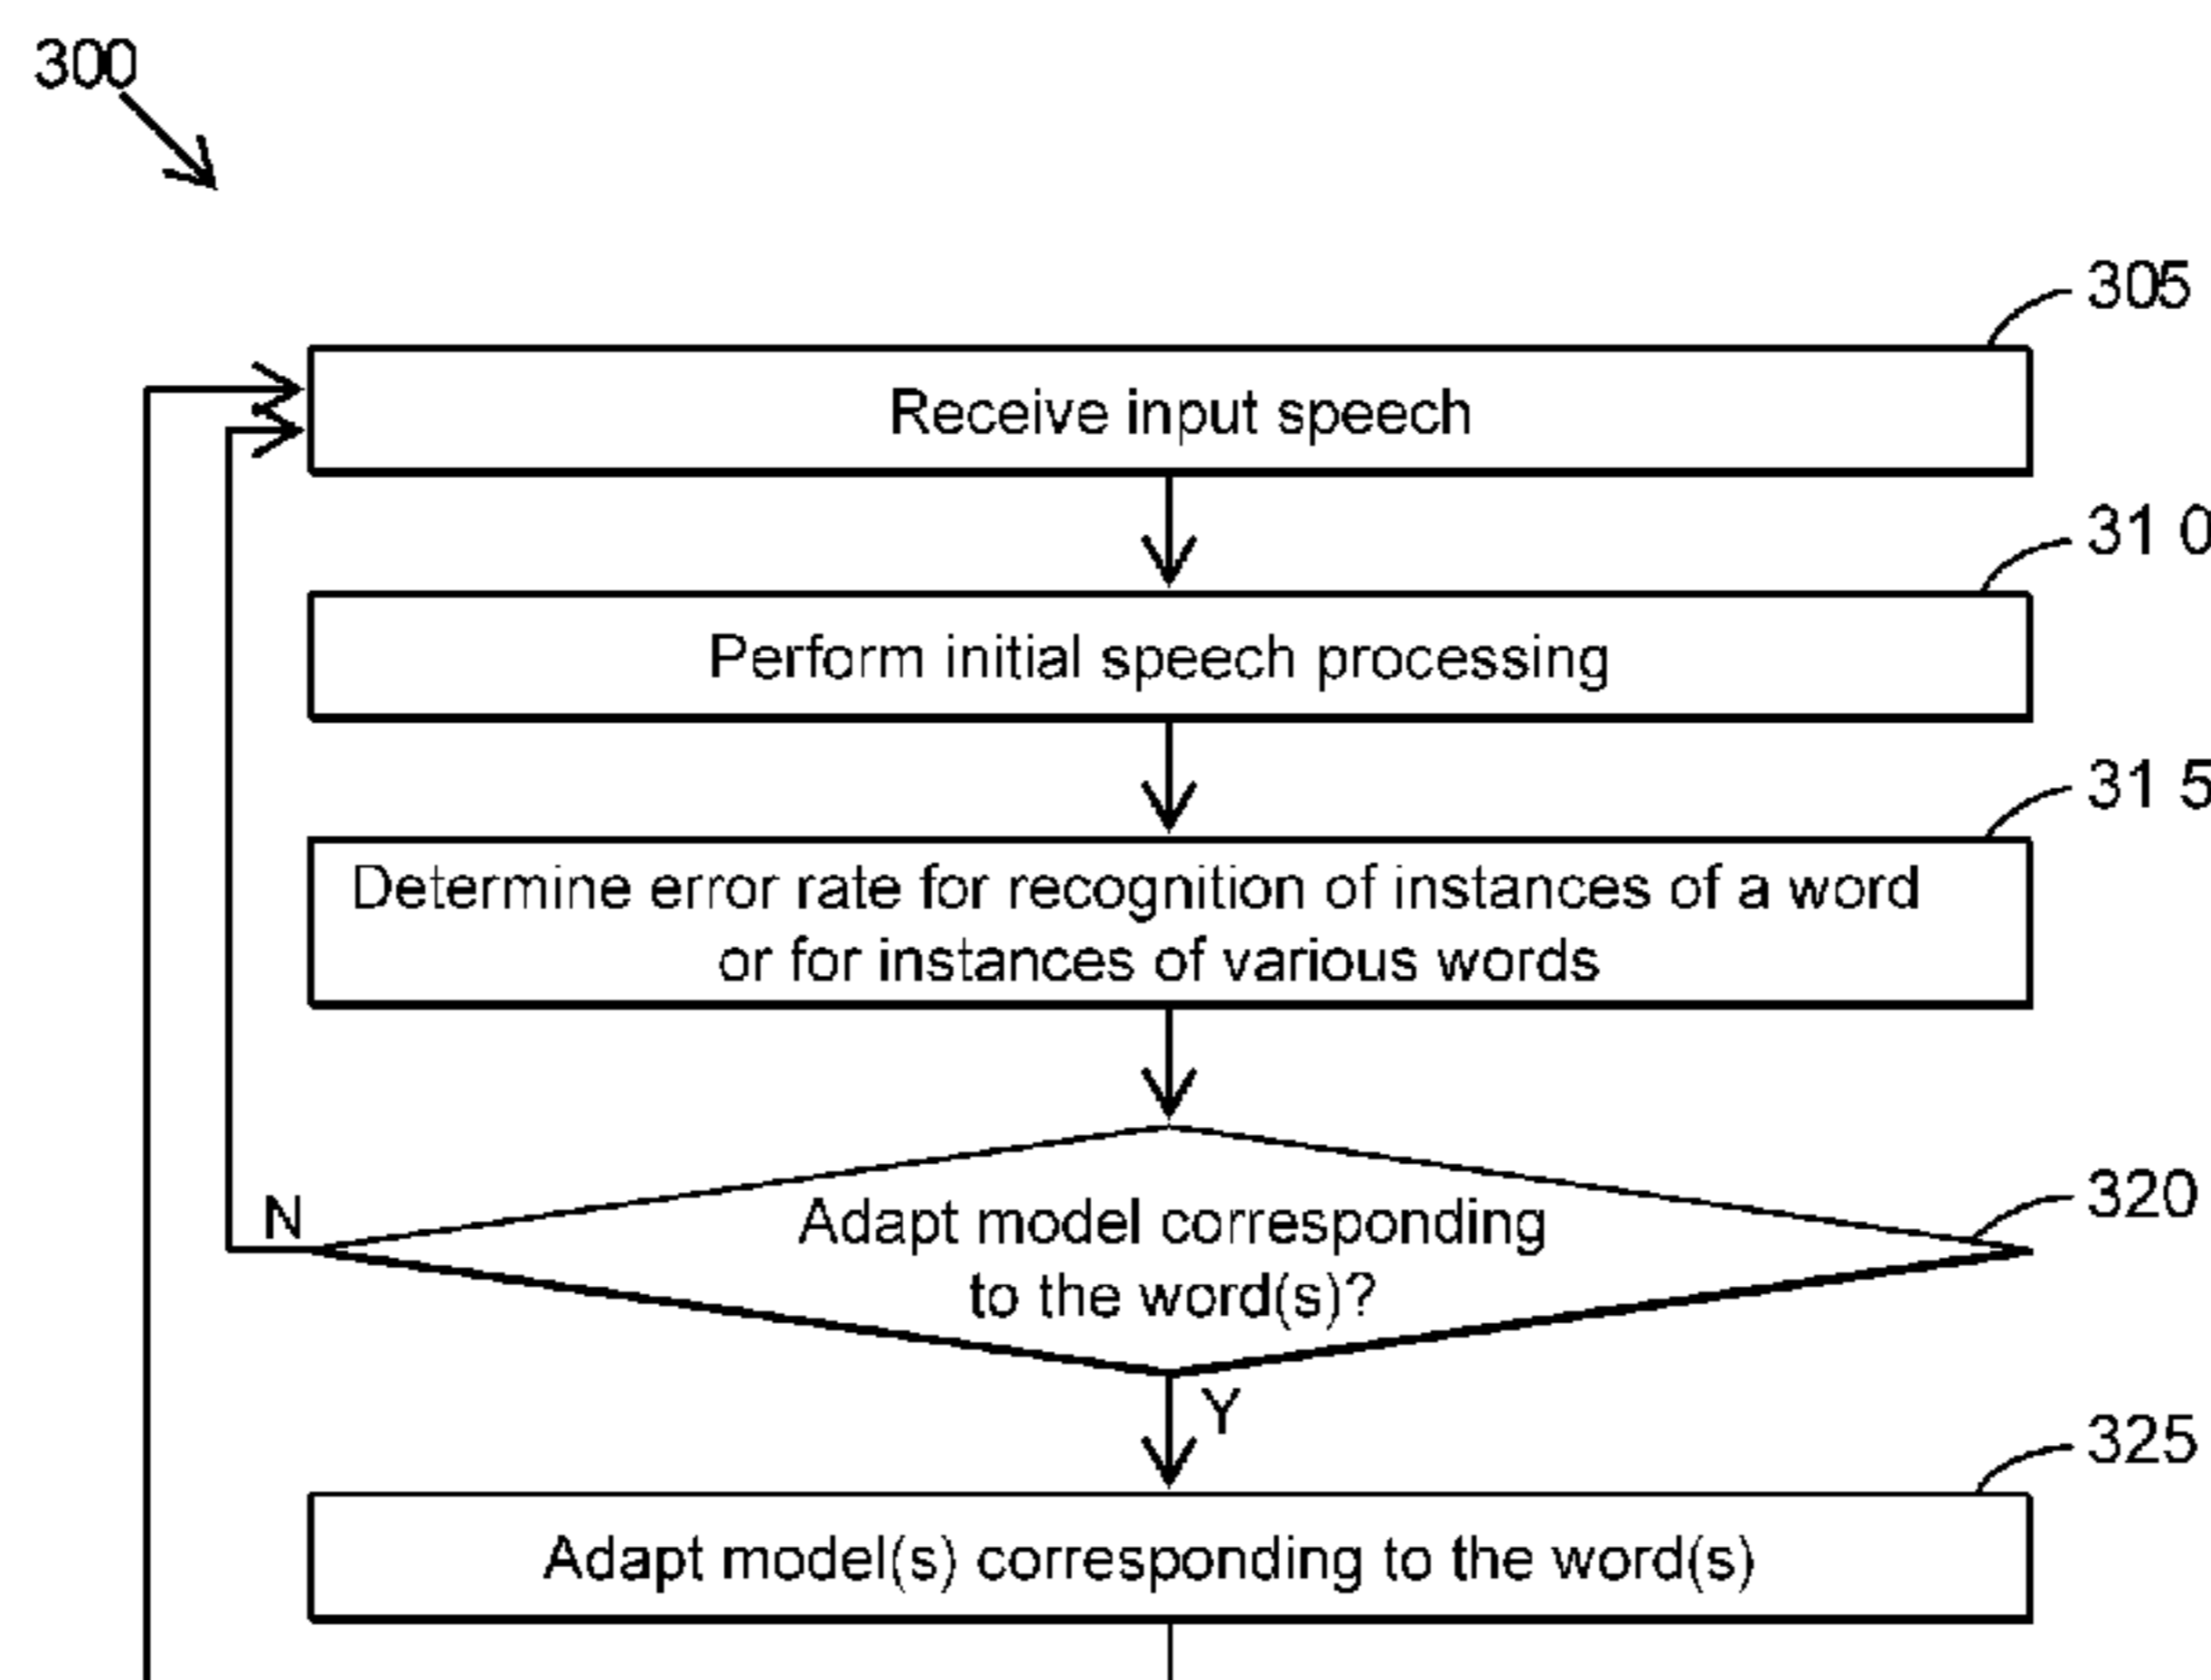 300
305
Receive input speech
31 0
Perform initial speech processing
31 5
Determine error rate for recognition of instances of a word
or for instances of various words
320
N
Adapt model corresponding
to the word(s)?
Y
325
Adapt model(s) corresponding to the word(s)